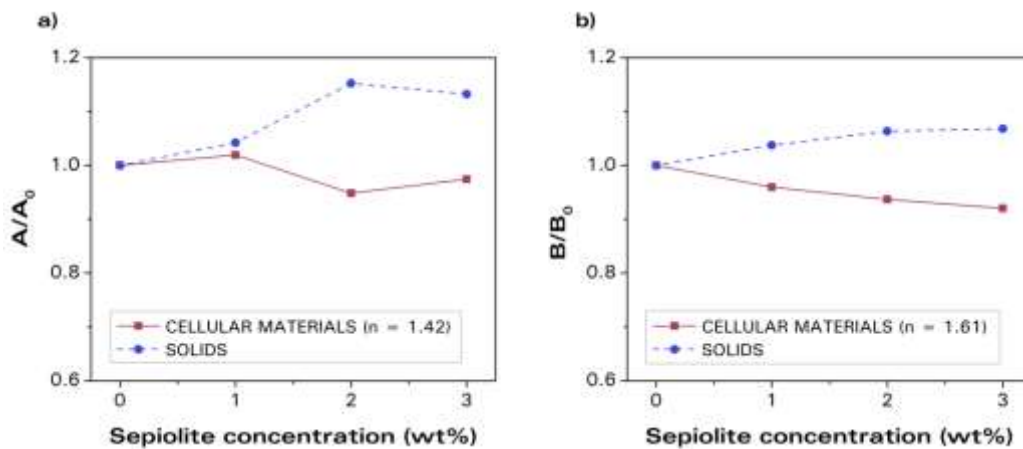 a)
A/A₀
1.2
1.0
0.8
0.6
CELLULAR MATERIALS (n = 1.42)
SOLIDS
0 1 2 3
Sepiolite concentration (wt%)
b)
B/B₀
1.2
1.0
0.8
0.6
CELLULAR MATERIALS (n = 1.61)
SOLIDS
0 1 2 3
Sepiolite concentration (wt%)